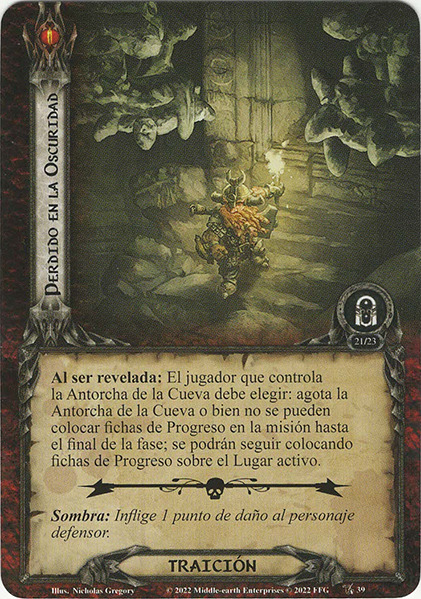 PERDIDO EN LA OSCURIDAD
21/23
Al ser revelada: El jugador que controla
la Antorcha de la Cueva debe elegir: agota la
Antorcha de la Cueva o bien no se pueden
colocar fichas de Progreso en la misión hasta
el final de la fase; se podrán seguir colocando
fichas de Progreso sobre el Lugar activo.
Sombra: Inflige 1 punto de daño al personaje
defensor.
TRAICIÓN
Illus. Nicholas Gregory © 2022 Middle-earth Enterprises © 2022 FFG 39